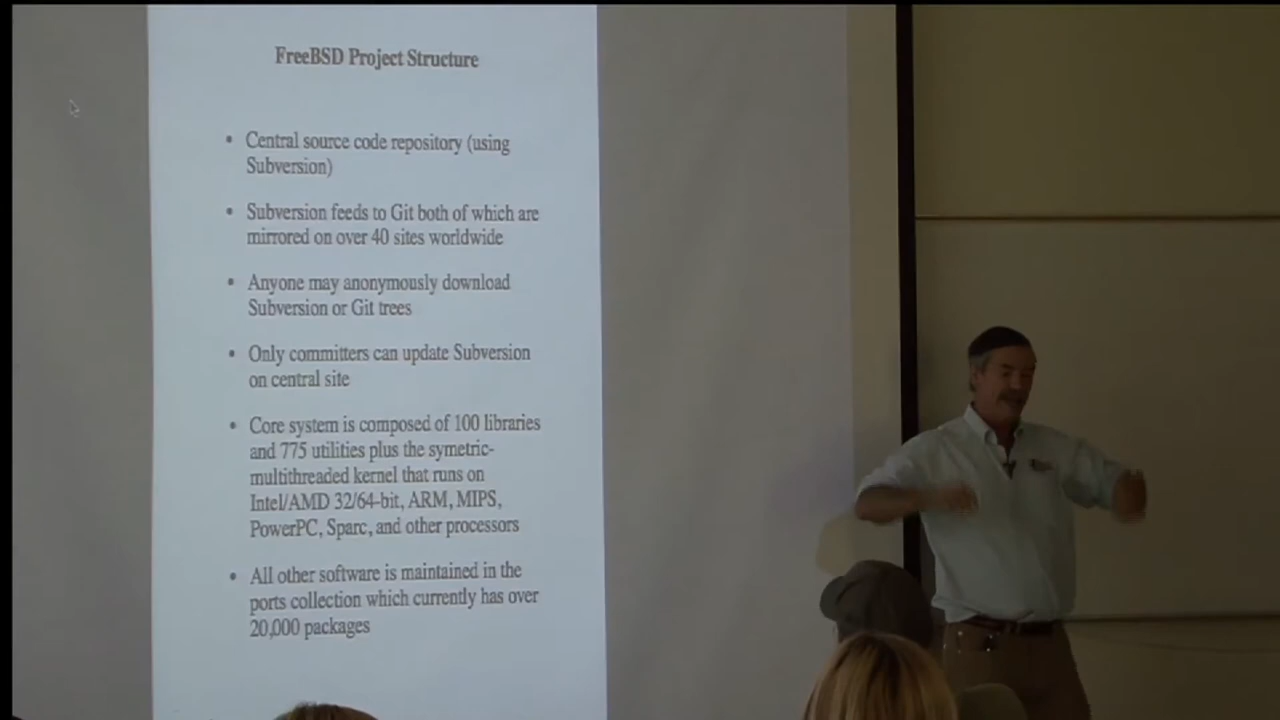 FreeBSD Project Structure
• Central source code repository (using
Subversion)
• Subversion feeds to Git both of which are
mirrored on over 40 sites worldwide
• Anyone may anonymously download
Subversion or Git trees
• Only committers can update Subversion
on central site
• Core system is composed of 100 libraries
and 775 utilities plus the symetric-
multithreaded kernel that runs on
Intel/AMD 32/64-bit, ARM, MIPS,
PowerPC, Sparc, and other processors
• All other software is maintained in the
ports collection which currently has over
20,000 packages